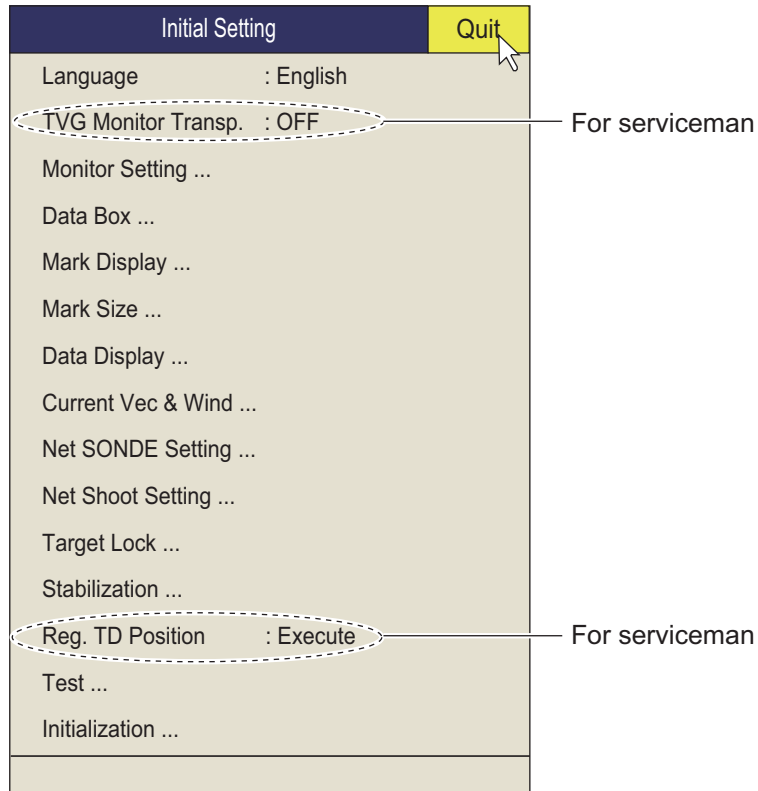 Initial Setting Quit
Language : English
TVG Monitor Transp. : OFF For serviceman
Monitor Setting ...
Data Box ...
Mark Display ...
Mark Size ...
Data Display ...
Current Vec & Wind ...
Net SONDE Setting ...
Net Shoot Setting ...
Target Lock ...
Stabilization ...
Reg. TD Position : Execute For serviceman
Test ...
Initialization ...